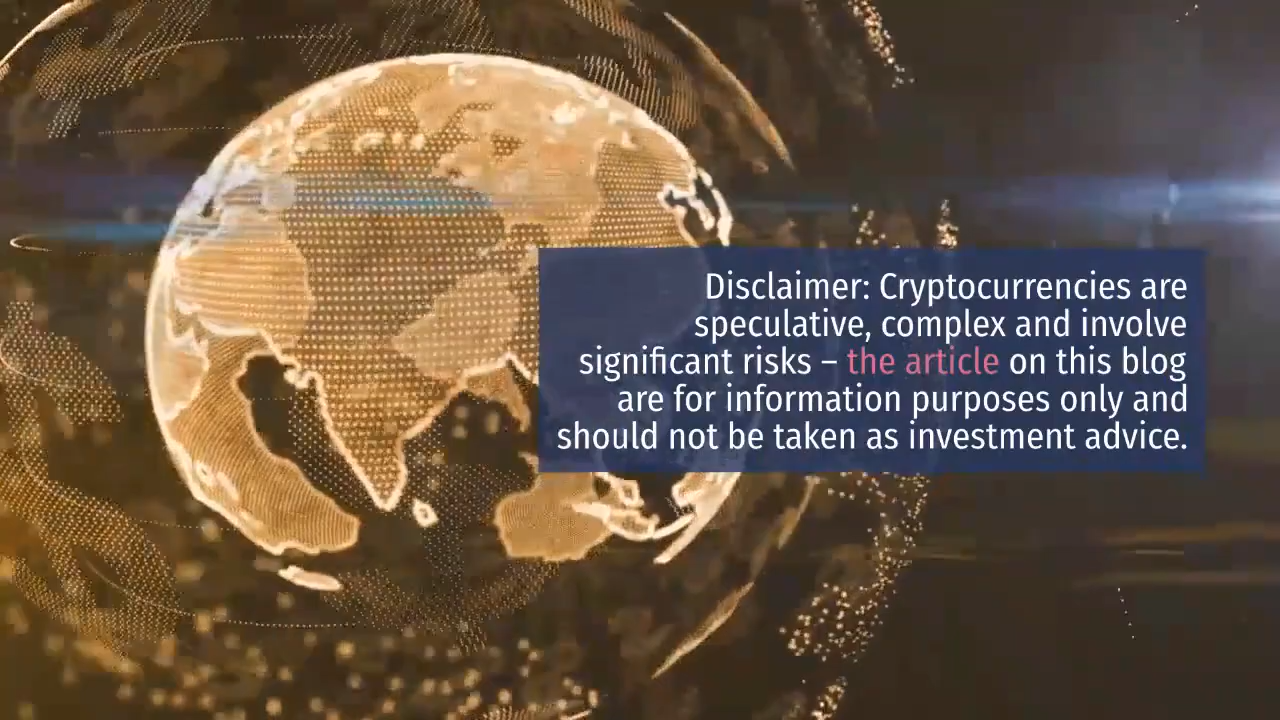 Disclaimer: Cryptocurrencies are
speculative, complex and involve
significant risks – the article on this blog
are for information purposes only and
should not be taken as investment advice.